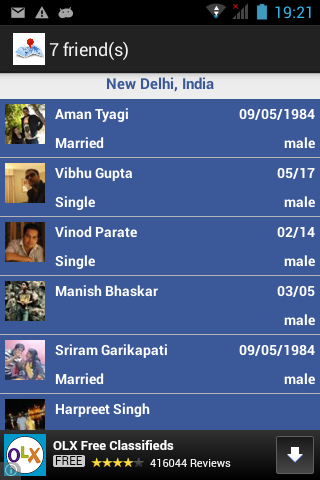 19:21
7 friend(s)
New Delhi, India
Aman Tyagi 09/05/1984
Married male
Vibhu Gupta 05/17
Single male
Vinod Parate 02/14
Single male
Manish Bhaskar 03/05
male
Sriram Garikapati 09/05/1984
Married male
Harpreet Singh
OLX OLX Free Classifieds
FREE 416044 Reviews